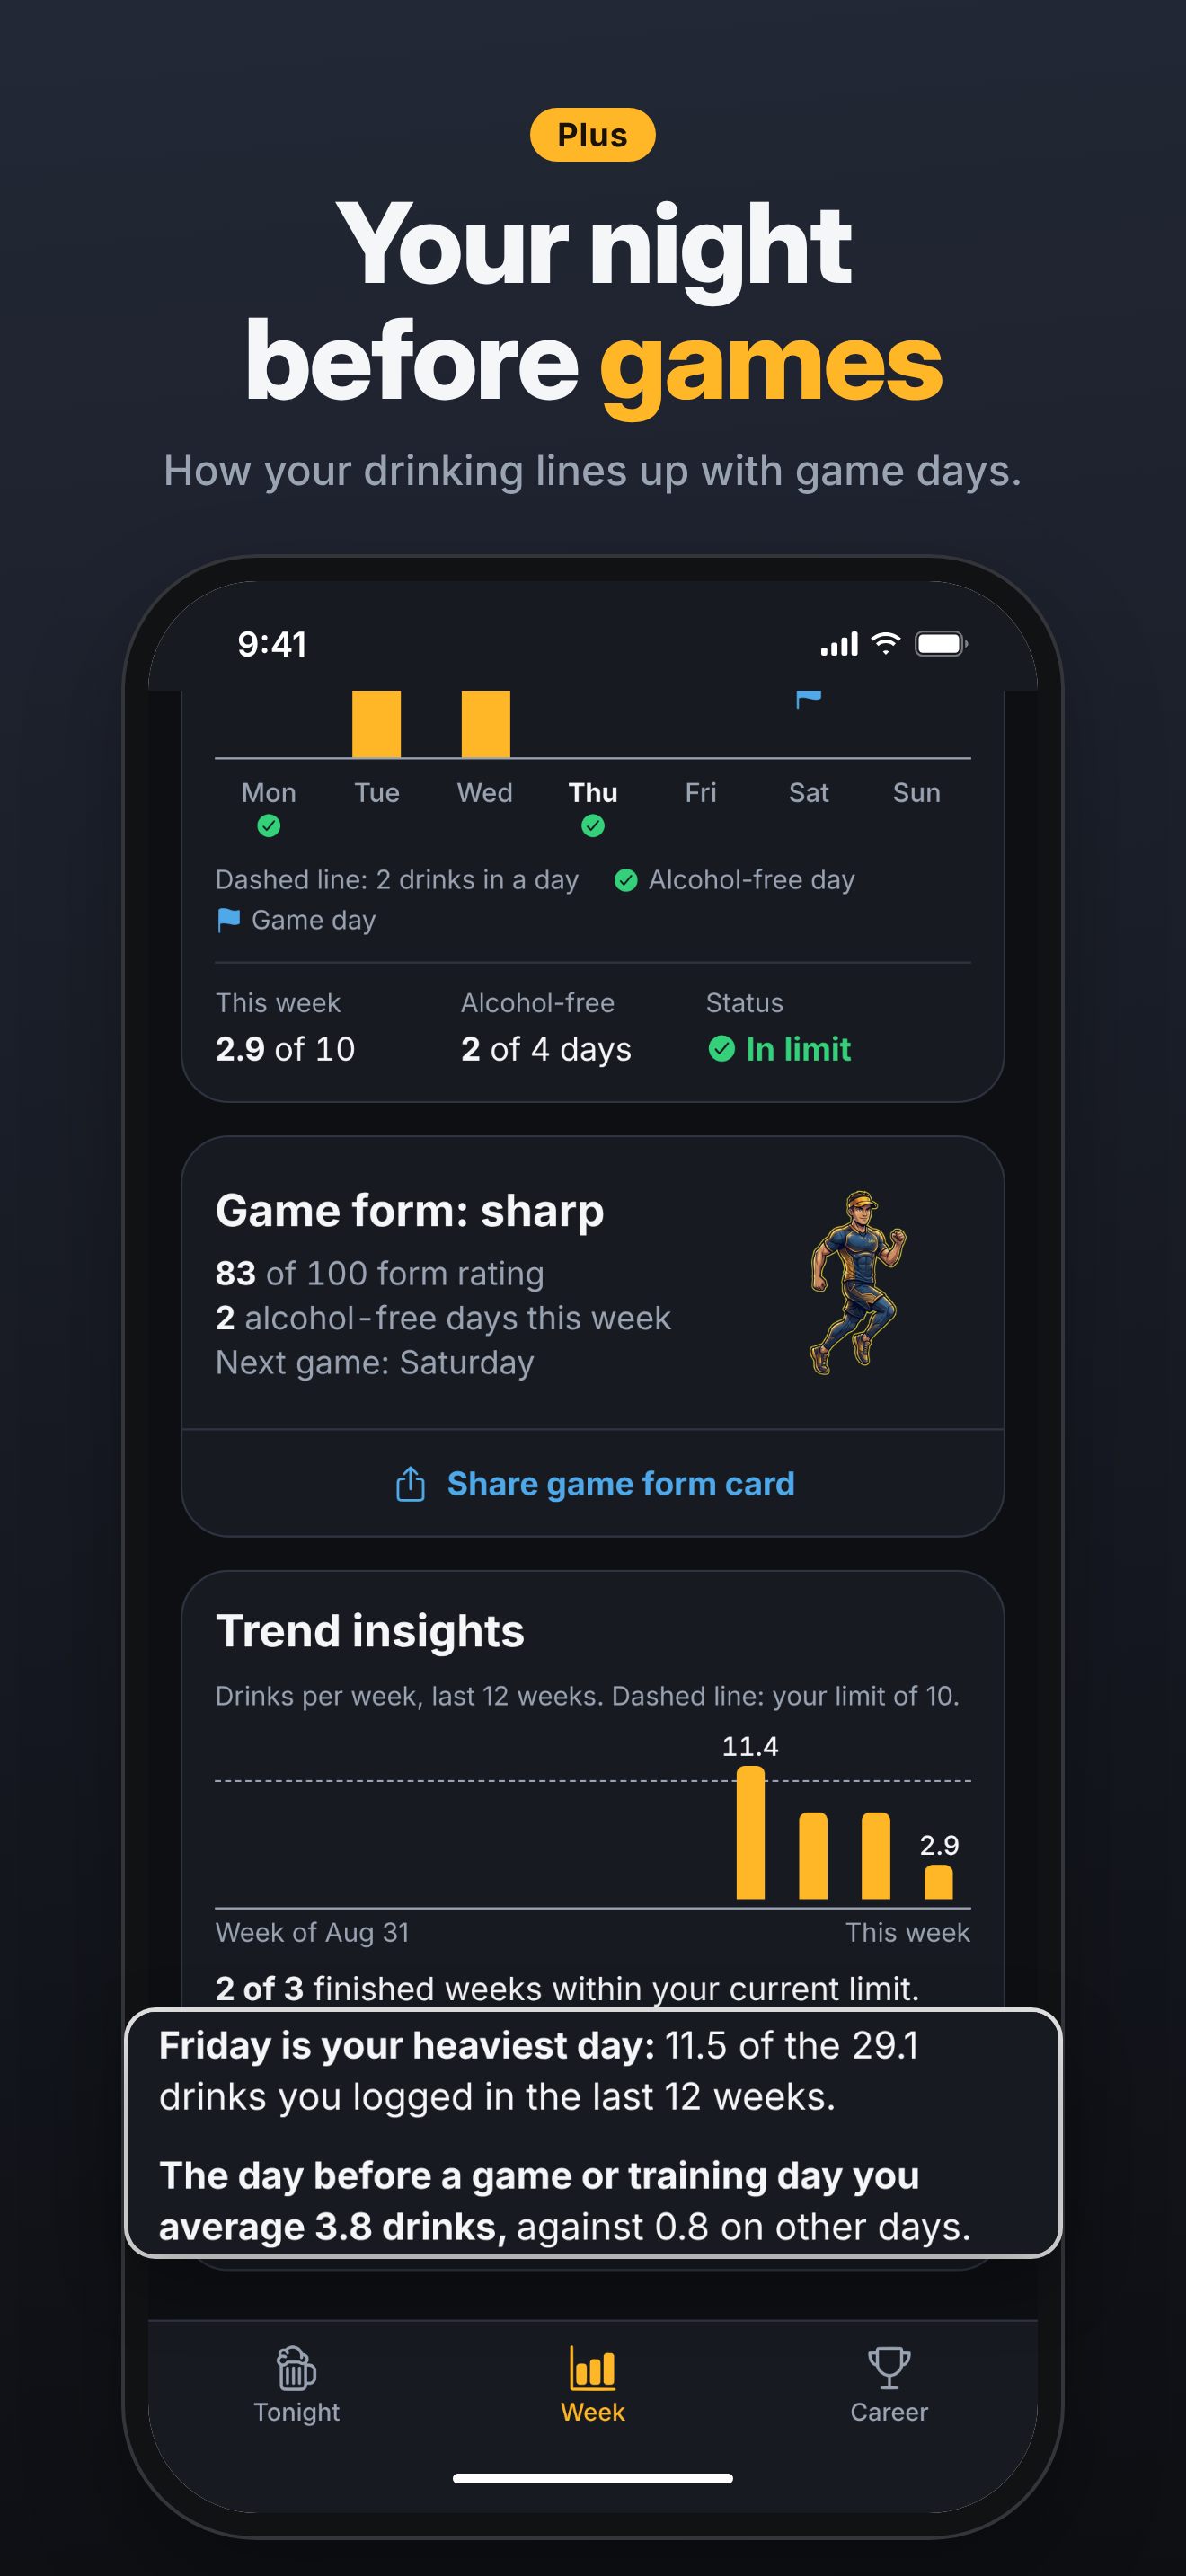 Plus
Your night
before games
How your drinking lines up with game days.
9:41
Mon Tue Wed Thu Fri Sat Sun
Dashed line: 2 drinks in a day Alcohol-free day
Game day
This week Alcohol-free Status
2.9 of 10 2 of 4 days In limit
Game form: sharp
83 of 100 form rating
2 alcohol-free days this week
Next game: Saturday
Share game form card
Trend insights
Drinks per week, last 12 weeks. Dashed line: your limit of 10.
11.4
2.9
Week of Aug 31 This week
2 of 3 finished weeks within your current limit.
Friday is your heaviest day: 11.5 of the 29.1
drinks you logged in the last 12 weeks.
The day before a game or training day you
average 3.8 drinks, against 0.8 on other days.
Tonight Week Career